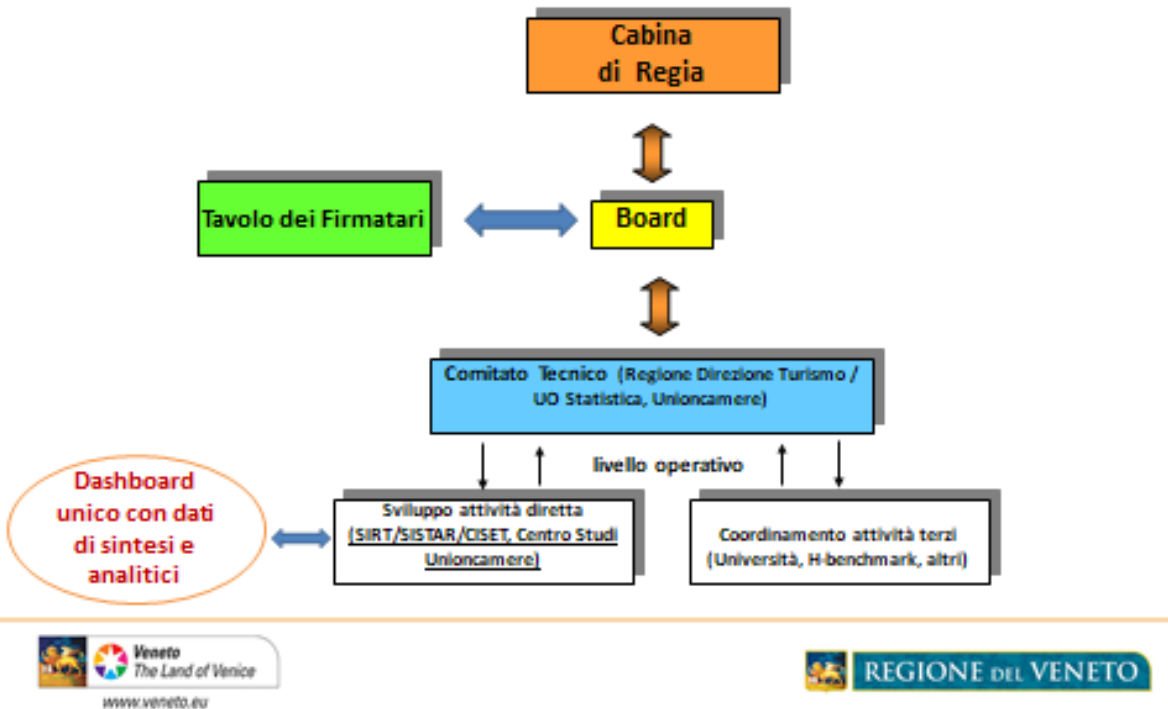 Cabina
di Regia
Tavolo dei Firmatari
Board
Comitato Tecnico (Regione Direzione Turismo /
UO Statistica, Unioncamere)
livello operativo
Dashboard
unico con dati
di sintesi e
analitici
Sviluppo attività diretta
(SIRT/SISTAR/CISET, Centro Studi
Unioncamere)
Coordinamento attività terzi
(Università, H-benchmark, altri)
Veneto
The Land of Venice
www.veneto.eu
REGIONE DEL VENETO